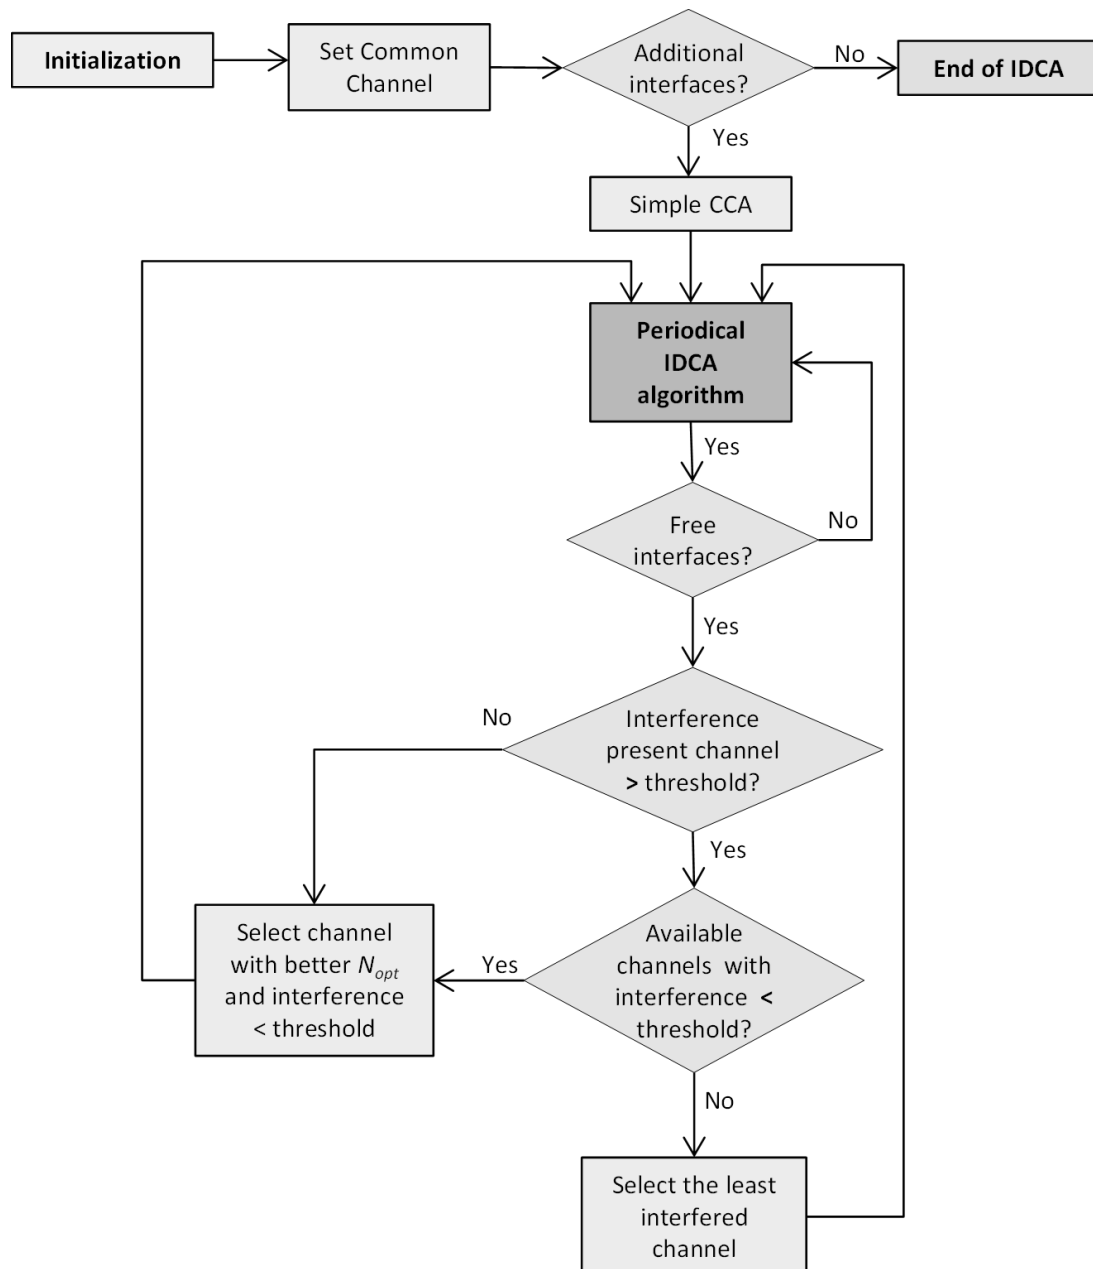 Initialization
Set Common
Channel
Additional
interfaces?
No
End of IDCA
Yes
Simple CCA
Periodical
IDCA
algorithm
Yes
Free
interfaces?
No
Yes
No
Interference
present channel
> threshold?
Yes
Select channel
with better Nopt
and interference
< threshold
Yes
Available
channels with
interference <
threshold?
No
Select the least
interfered
channel